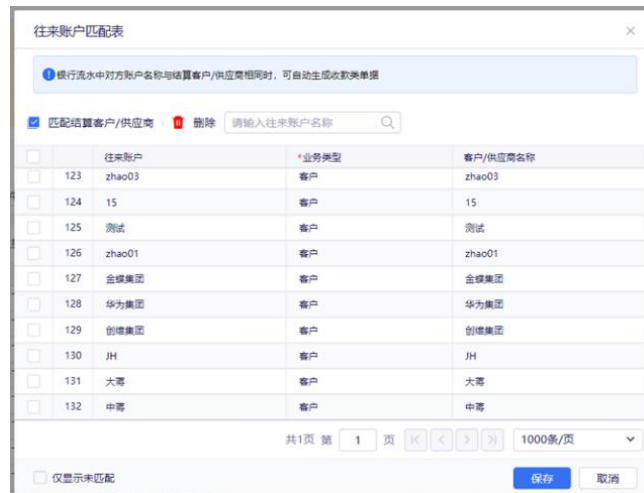 往来账户匹配表
银行流水中对方账户名称与结算客户/供应商相同时，可自动生成收款类单据
匹配结算客户/供应商 删除 请输入往来账户名称
往来账户 *业务类型 客户/供应商名称
123 zhao03 客户 zhao03
124 15 客户 15
125 测试 客户 测试
126 zhao01 客户 zhao01
127 金蝶集团 客户 金蝶集团
128 华为集团 客户 华为集团
129 创维集团 客户 创维集团
130 JH 客户 JH
131 大蒋 客户 大蒋
132 中蒋 客户 中蒋
共1页 第 1 页 1000条/页
仅显示未匹配 保存 取消